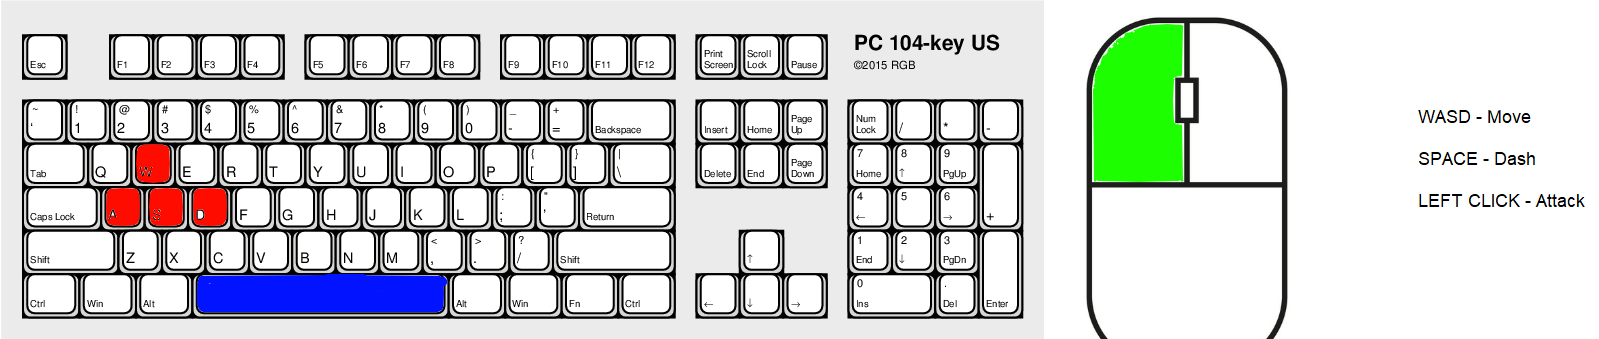 PC 104-key US
©2015 RGB
Esc F1 F2 F3 F4 F5 F6 F7 F8 F9 F10 F11 F12 Print Screen Scroll Lock Pause
~ ` ! 1 @ 2 # 3 $ 4 % 5 ^ 6 & 7 * 8 ( 9 ) 0 _ - + = Backspace Insert Home Page Up Num Lock / * -
Tab Q W E R T Y U I O P { [ } ] | \ Delete End Page Down 7 Home 8 ↑ 9 PgUp
Caps Lock A S D F G H J K L : ; " ' Return 4 ← 5 6 → +
Shift Z X C V B N M < , > . ? / Shift ↑ 1 End 2 ↓ 3 PgDn
Ctrl Win Alt Alt Win Fn Ctrl ← ↓ → 0 Ins . Del Enter
WASD - Move
SPACE - Dash
LEFT CLICK - Attack